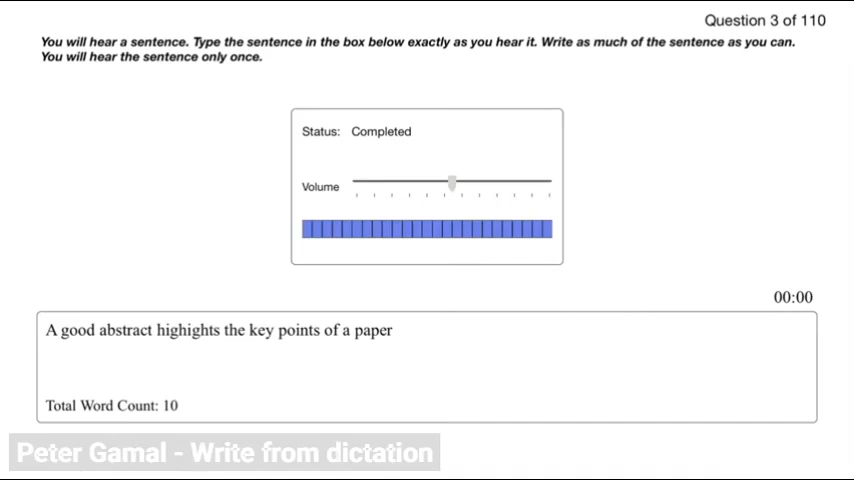 Question 3 of 110
You will hear a sentence. Type the sentence in the box below exactly as you hear it. Write as much of the sentence as you can.
You will hear the sentence only once.
Status: Completed
Volume
00:00
A good abstract highights the key points of a paper
Total Word Count: 10
Peter Gamal - Write from dictation